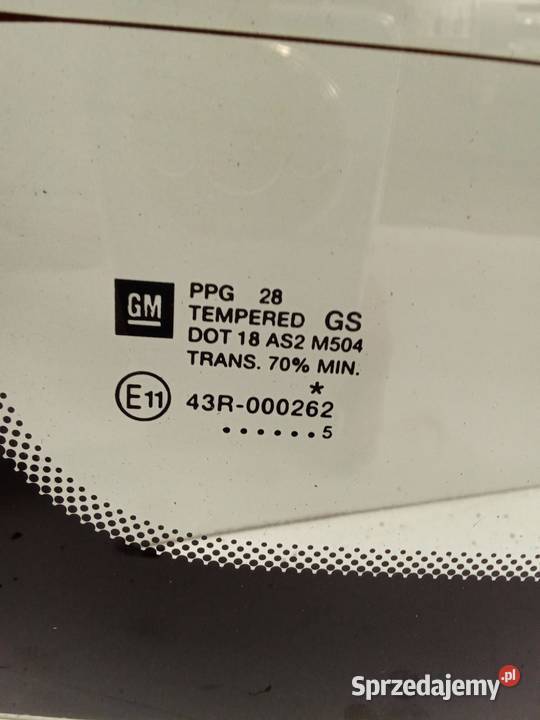 GM
PPG 28
TEMPERED GS
DOT 18 AS2 M504
TRANS. 70% MIN.
*
E11 43R-000262
. . . . . . 5
Sprzedajemy.pl